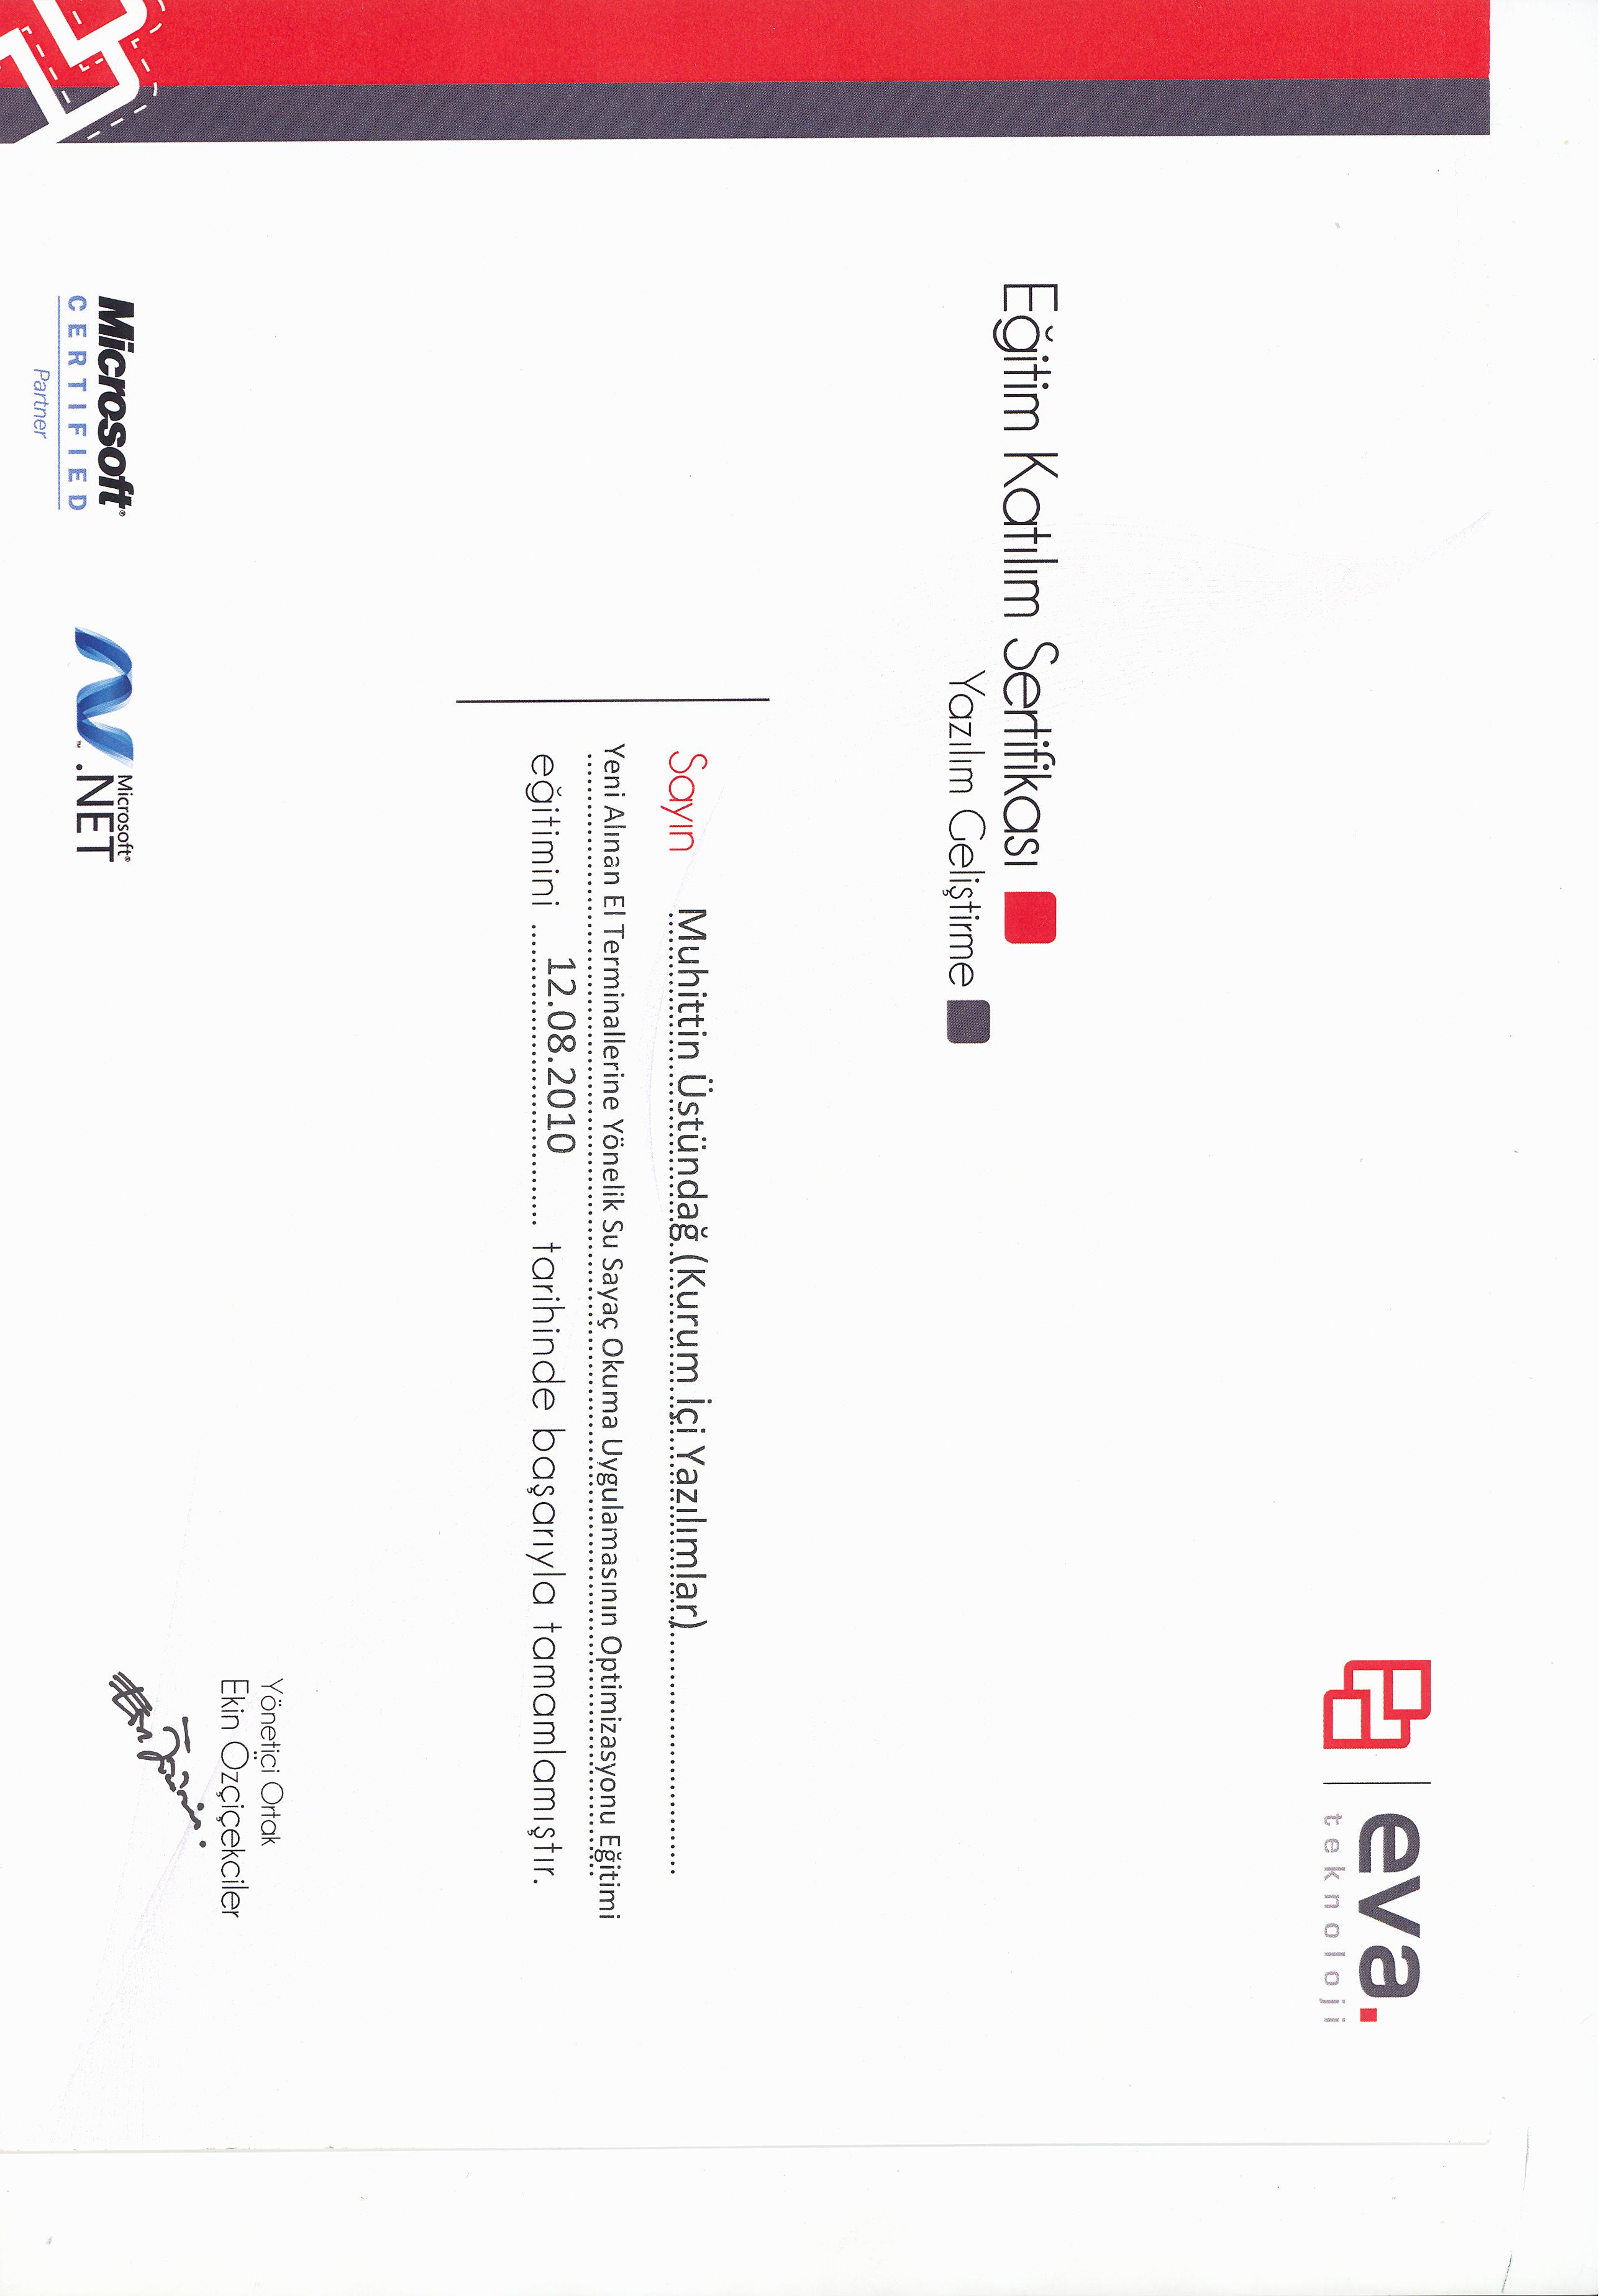 eva.
teknoloji
Eğitim Katılım Sertifikası
Yazılım Geliştirme
Sayın Muhittin Üstündağ (Kurum İçi Yazılımlar)
Yeni Alınan El Terminallerine Yönelik Su Sayaç Okuma Uygulamasının Optimizasyonu Eğitimi
eğitimini 12.08.2010 tarihinde başarıyla tamamlamıştır.
Yönetici Ortak
Ekin Özçiçekciler
Microsoft®
CERTIFIED
Partner
Microsoft®
.NET